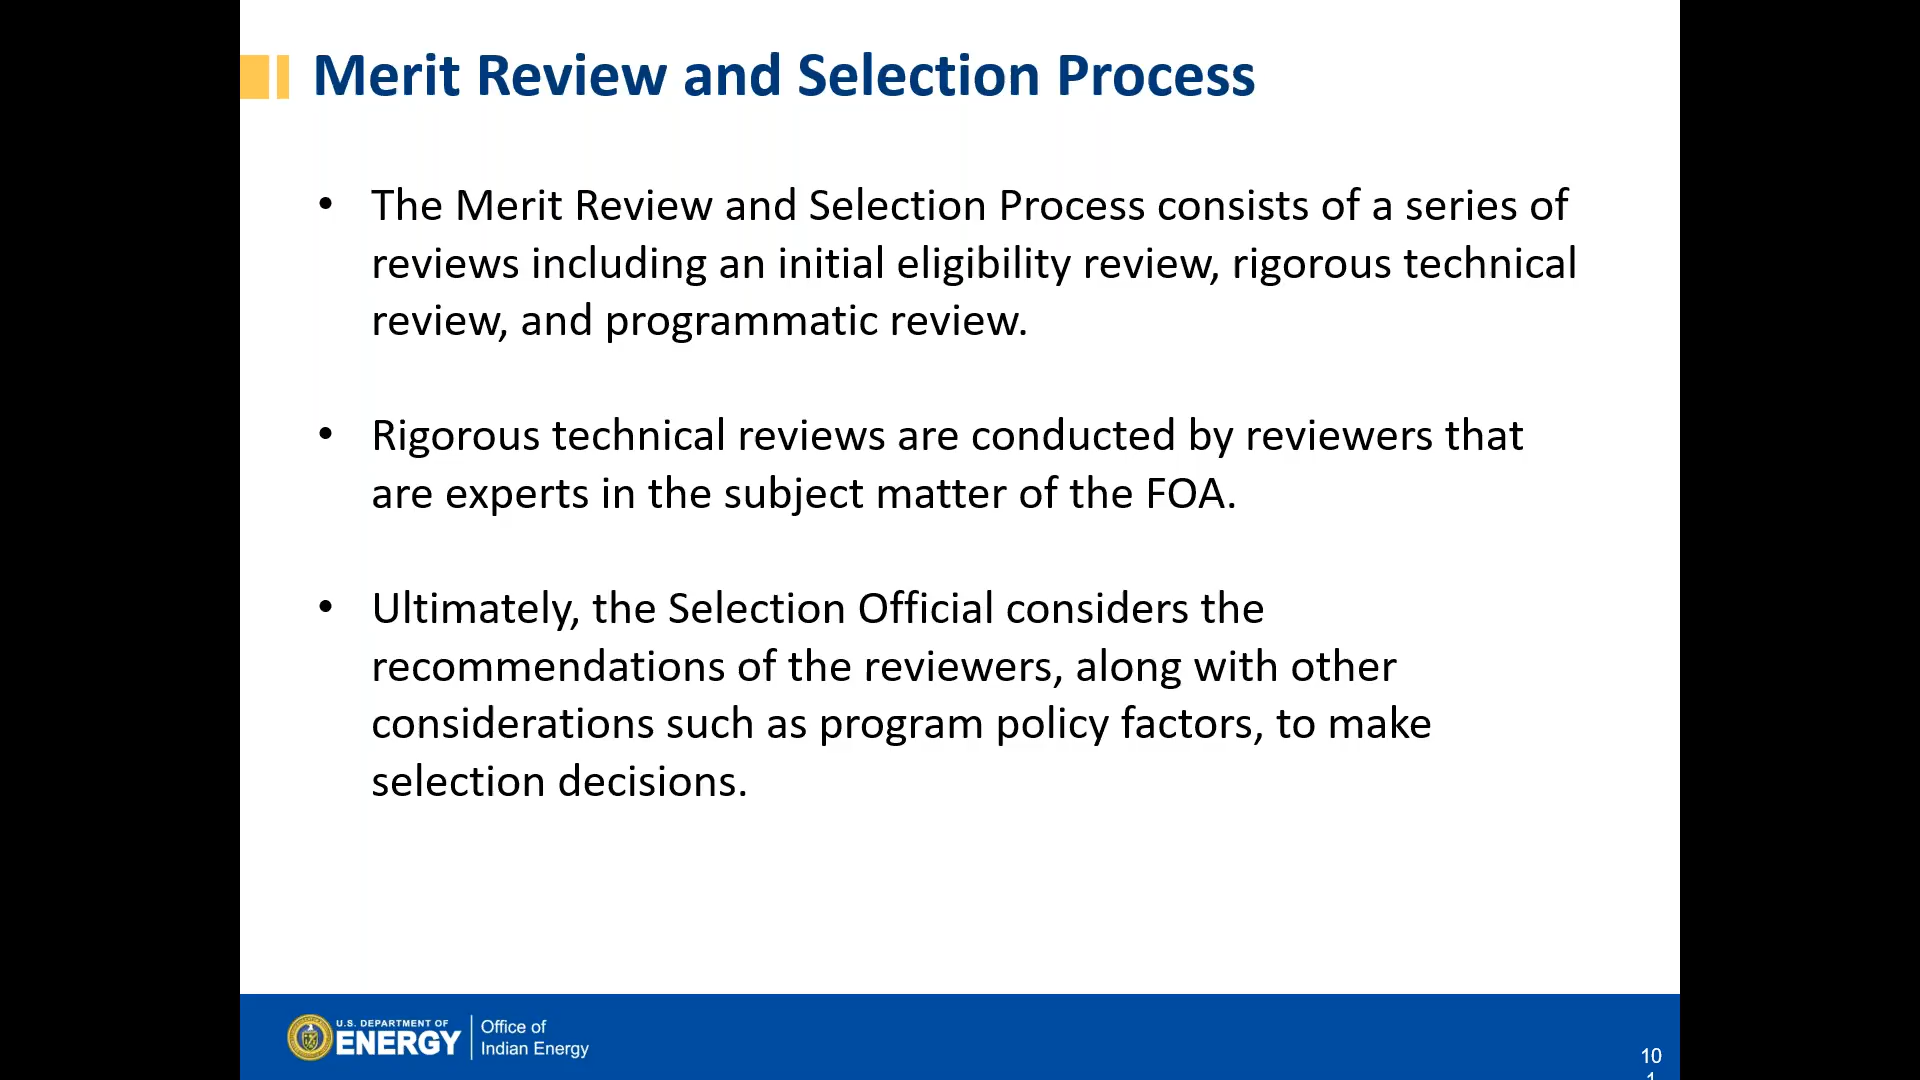 Merit Review and Selection Process
• The Merit Review and Selection Process consists of a series of
reviews including an initial eligibility review, rigorous technical
review, and programmatic review.
• Rigorous technical reviews are conducted by reviewers that
are experts in the subject matter of the FOA.
• Ultimately, the Selection Official considers the
recommendations of the reviewers, along with other
considerations such as program policy factors, to make
selection decisions.
U.S. DEPARTMENT OF
ENERGY
Office of
Indian Energy
10
1